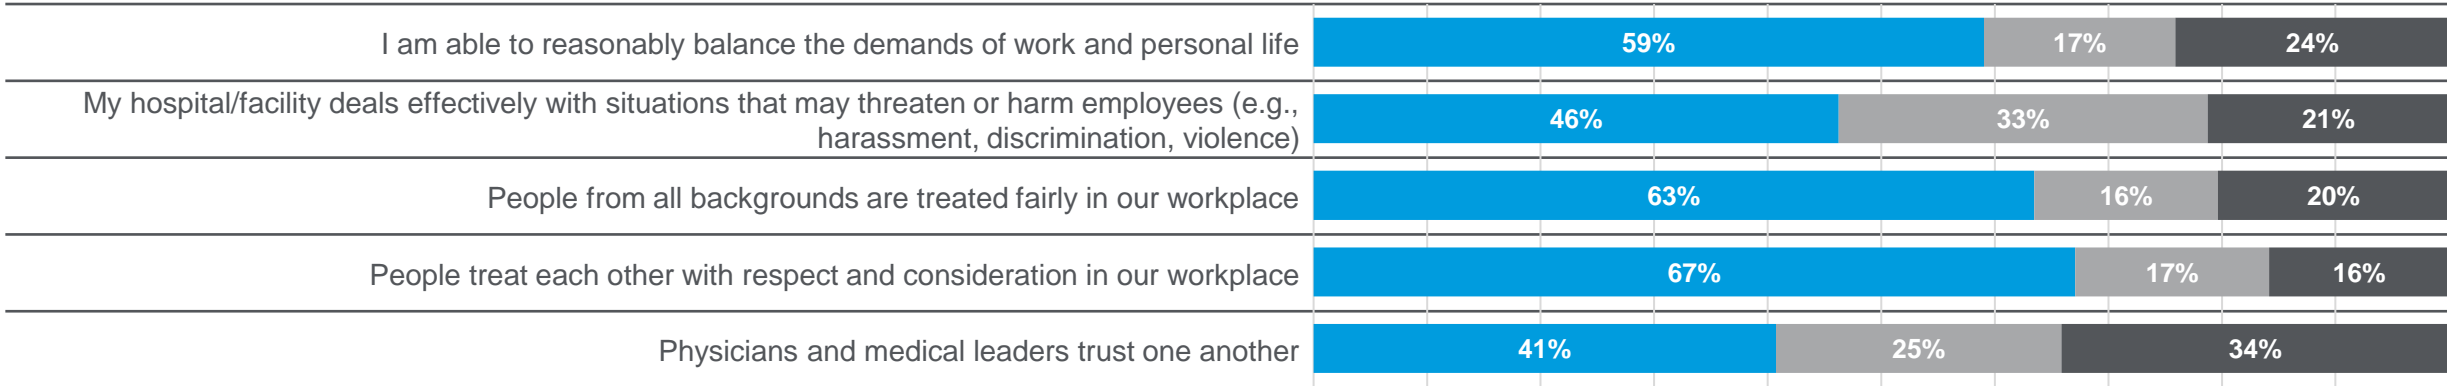 I am able to reasonably balance the demands of work and personal life 59% 17% 24%
My hospital/facility deals effectively with situations that may threaten or harm employees (e.g.,
harassment, discrimination, violence) 46% 33% 21%
People from all backgrounds are treated fairly in our workplace 63% 16% 20%
People treat each other with respect and consideration in our workplace 67% 17% 16%
Physicians and medical leaders trust one another 41% 25% 34%